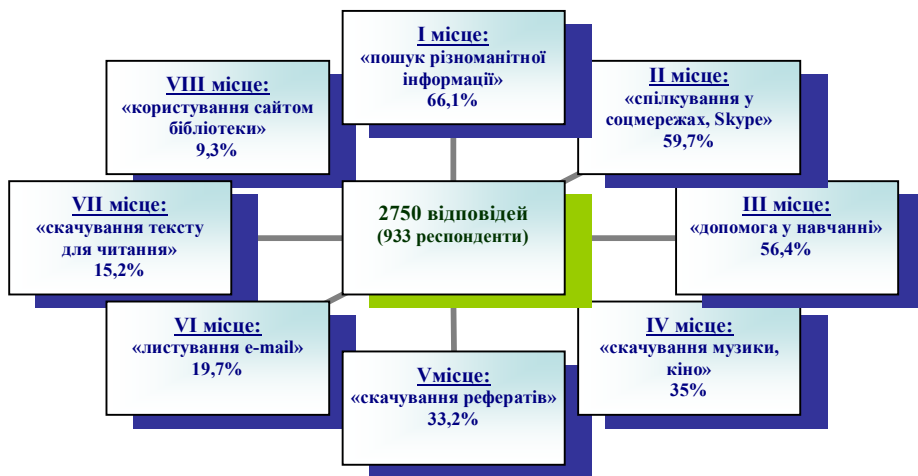 I місце:
«пошук різноманітної
інформації»
66,1%
II місце:
«спілкування у
соцмережах, Skype»
59,7%
III місце:
«допомога у навчанні»
56,4%
IV місце:
«скачування музики,
кіно»
35%
Vмісце:
«скачування рефератів»
33,2%
VI місце:
«листування e-mail»
19,7%
VII місце:
«скачування тексту
для читання»
15,2%
VIII місце:
«користування сайтом
бібліотеки»
9,3%
2750 відповідей
(933 респонденти)